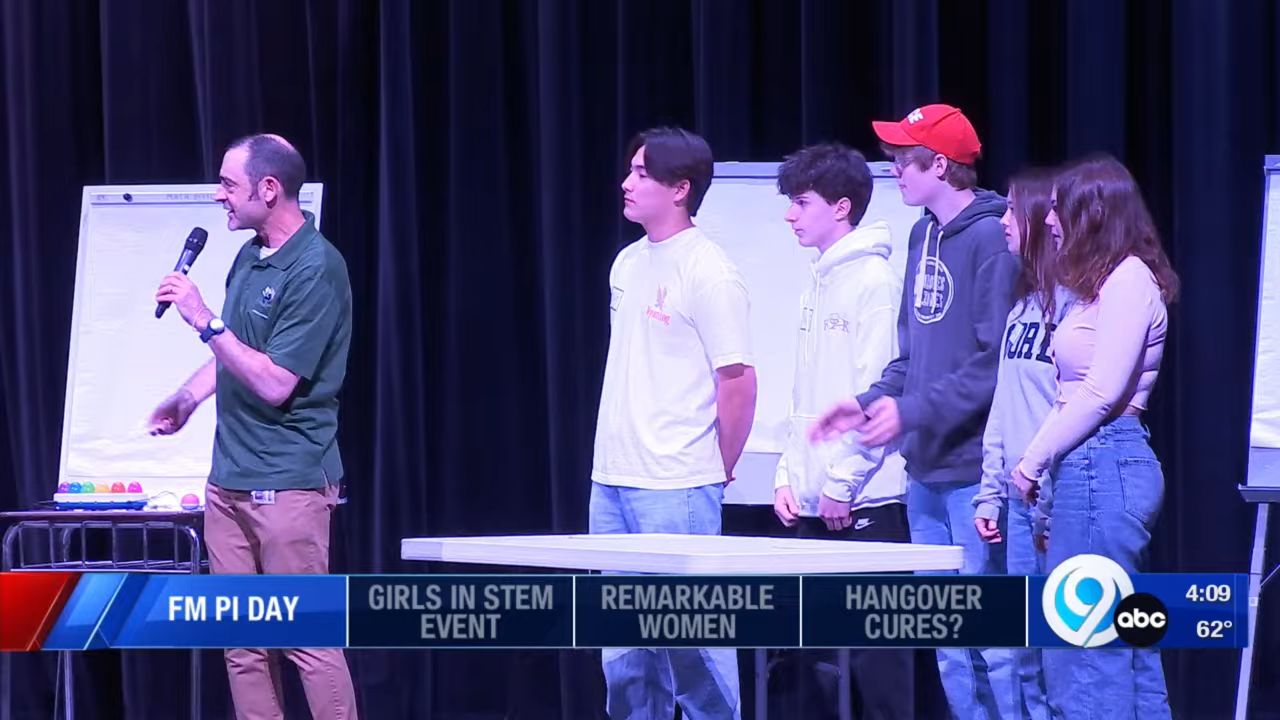 FM PI DAY
GIRLS IN STEM
EVENT
REMARKABLE
WOMEN
HANGOVER
CURES?
9
abc
4:09
62°